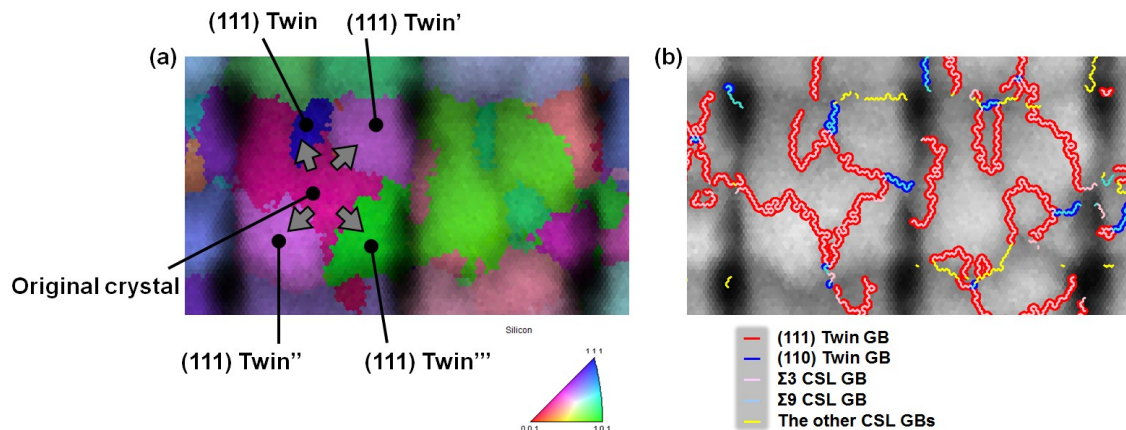 (111) Twin (111) Twin’
(a)
(b)
Original crystal
(111) Twin’’ (111) Twin’’’
Silicon
1 1 1
0 0 1 1 0 1
(111) Twin GB
(110) Twin GB
Σ3 CSL GB
Σ9 CSL GB
The other CSL GBs